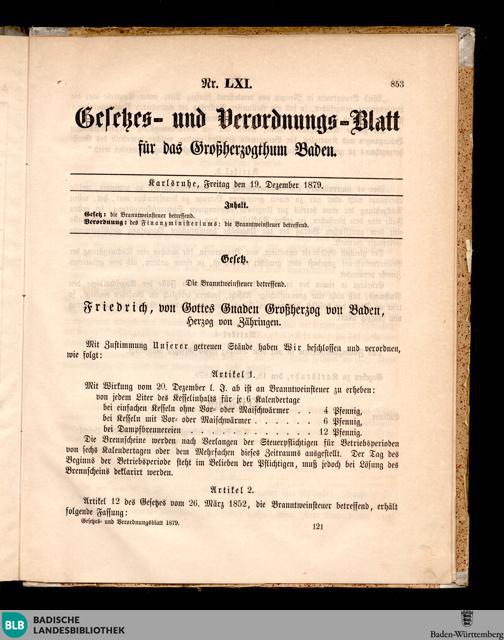 Nr. LXI. 853
Gesetzes- und Verordnungs-Blatt
für das Großherzogthum Baden.
Karlsruhe, Freitag den 19. Dezember 1879.
Inhalt.
Gesetz: die Branntweinsteuer betreffend.
Verordnung: des Finanzministeriums: die Branntweinsteuer betreffend.
Gesetz.
Die Branntweinsteuer betreffend.
Friedrich, von Gottes Gnaden Großherzog von Baden,
Herzog von Zähringen.
Mit Zustimmung Unserer getreuen Stände haben Wir beschlossen und verordnen,
wie folgt:
Artikel 1.
Mit Wirkung vom 20. Dezember l. J. ab ist an Branntweinsteuer zu erheben:
von jedem Liter des Kesselinhalts für je 6 Kalendertage
bei einfachen Kesseln ohne Vor- oder Maischwärmer . . 4 Pfennig,
bei Kesseln mit Vor- oder Maischwärmer . . . . . . 6 Pfennig,
bei Dampfbrennereien . . . . . . . . . . . 12 Pfennig.
Die Brennscheine werden nach Verlangen der Steuerpflichtigen für Betriebsperioden
von sechs Kalendertagen oder dem Mehrfachen dieses Zeitraums ausgestellt. Der Tag des
Beginns der Betriebsperiode steht im Belieben der Pflichtigen, muß jedoch bei Lösung des
Brennscheins deklarirt werden.
Artikel 2.
Artikel 12 des Gesetzes vom 26. März 1852, die Branntweinsteuer betreffend, erhält
folgende Fassung:
Gesetzes- und Verordnungsblatt 1879. 121
BLB BADISCHE
LANDESBIBLIOTHEK
Baden-Württemberg